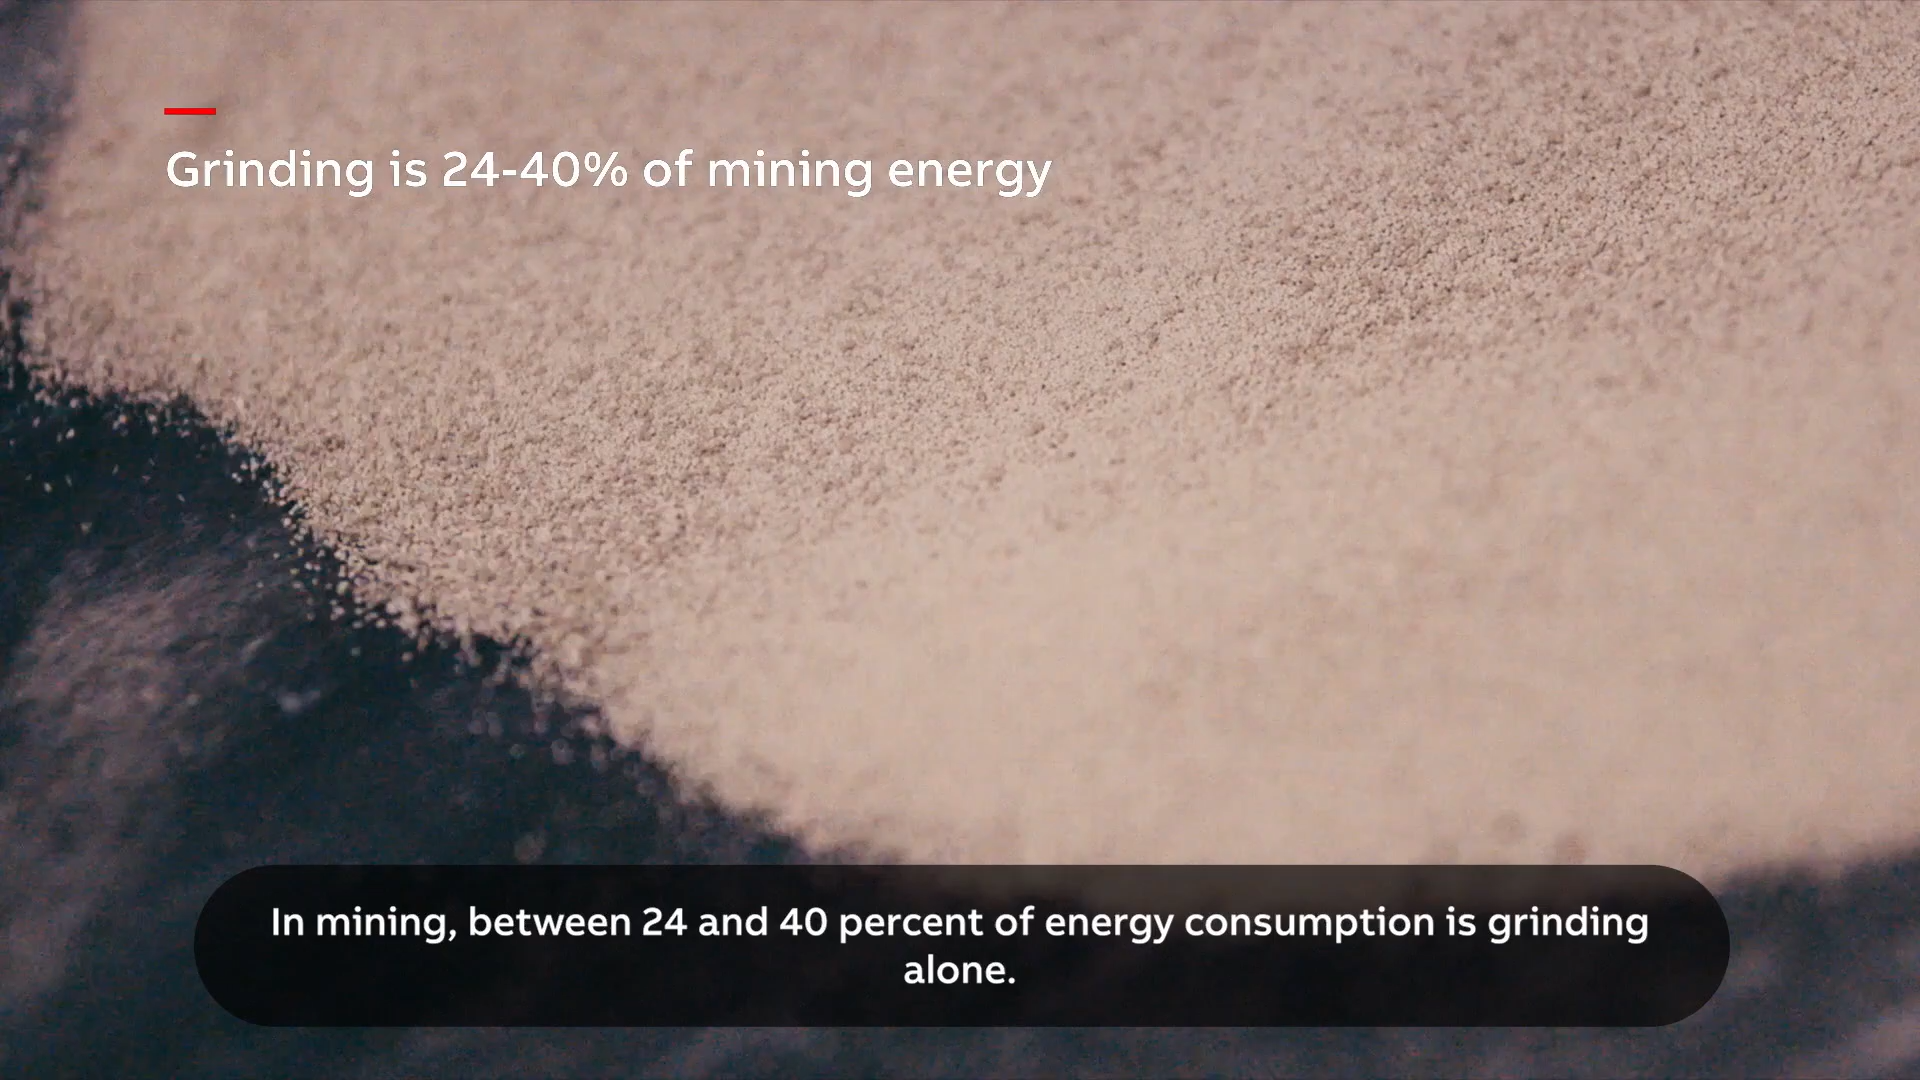 Grinding is 24-40% of mining energy
In mining, between 24 and 40 percent of energy consumption is grinding
alone.